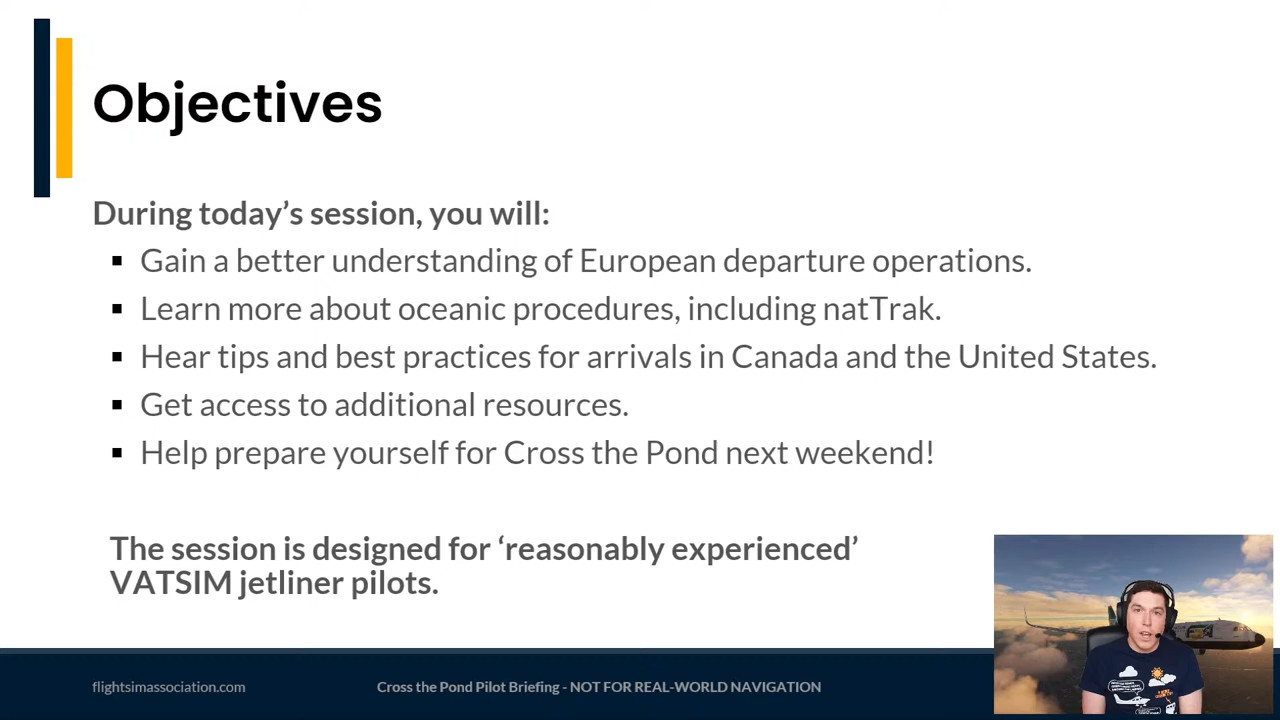 Objectives
During today’s session, you will:
Gain a better understanding of European departure operations.
Learn more about oceanic procedures, including natTrak.
Hear tips and best practices for arrivals in Canada and the United States.
Get access to additional resources.
Help prepare yourself for Cross the Pond next weekend!
The session is designed for ‘reasonably experienced’
VATSIM jetliner pilots.
flightsimassociation.com
Cross the Pond Pilot Briefing - NOT FOR REAL-WORLD NAVIGATION